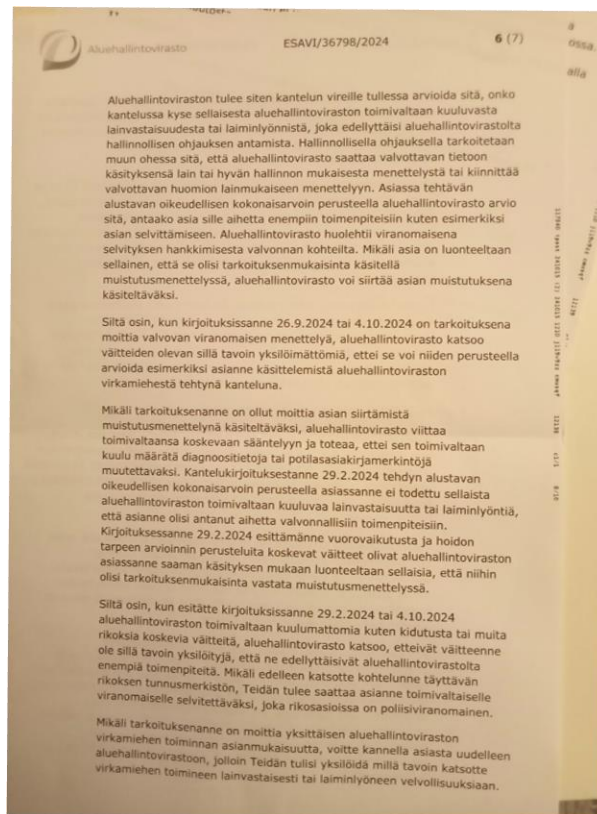 Aluehallintovirasto
ESAVI/36798/2024
6 (7)
ossa.
alla
Aluehallintoviraston tulee siten kantelun vireille tullessa arvioida sitä, onko
kantelussa kyse sellaisesta aluehallintoviraston toimivaltaan kuuluvasta
lainvastaisuudesta tai laiminlyönnistä, joka edellyttäisi aluehallintovirastolta
hallinnollisen ohjauksen antamista. Hallinnollisella ohjauksella tarkoitetaan
muun ohessa sitä, että aluehallintovirasto saattaa valvottavan tietoon
käsityksensä lain tai hyvän hallinnon mukaisesta menettelystä tai kiinnittää
valvottavan huomion lainmukaiseen menettelyyn. Asiassa tehtävän
alustavan oikeudellisen kokonaisarvoin perusteella aluehallintovirasto arvio
sitä, antaako asia sille aihetta enempiin toimenpiteisiin kuten esimerkiksi
asian selvittämiseen. Aluehallintovirasto huolehtii viranomaisena
selvityksen hankkimisesta valvonnan kohteilta. Mikäli asia on luonteeltaan
sellainen, että se olisi tarkoituksenmukaisinta käsitellä
muistutusmenettelyssä, aluehallintovirasto voi siirtää asian muistutuksena
käsiteltäväksi.
Siltä osin, kun kirjoituksissanne 26.9.2024 tai 4.10.2024 on tarkoituksena
moittia valvovan viranomaisen menettelyä, aluehallintovirasto katsoo
väitteiden olevan sillä tavoin yksilöimättömiä, ettei se voi niiden perusteella
arvioida esimerkiksi asianne käsittelemistä aluehallintoviraston
virkamiehestä tehtynä kanteluna.
Mikäli tarkoituksenanne on ollut moittia asian siirtämistä
muistutusmenettelynä käsiteltäväksi, aluehallintovirasto viittaa
toimivaltaansa koskevaan sääntelyyn ja toteaa, ettei sen toimivaltaan
kuulu määrätä diagnoositietoja tai potilasasiakirjamerkintöjä
muutettavaksi. Kantelukirjoituksestanne 29.2.2024 tehdyn alustavan
oikeudellisen kokonaisarvoin perusteella asiassanne ei todettu sellaista
aluehallintoviraston toimivaltaan kuuluvaa lainvastaisuutta tai laiminlyöntiä,
että asianne olisi antanut aihetta valvonnallisiin toimenpiteisiin.
Kirjoituksessanne 29.2.2024 esittämänne vuorovaikutusta ja hoidon
tarpeen arvioinnin perusteluita koskevat väitteet olivat aluehallintoviraston
asiassanne saaman käsityksen mukaan luonteeltaan sellaisia, että niihin
olisi tarkoituksenmukaisinta vastata muistutusmenettelyssä.
Siltä osin, kun esitätte kirjoituksissanne 29.2.2024 tai 4.10.2024
aluehallintoviraston toimivaltaan kuulumattomia kuten kidutusta tai muita
rikoksia koskevia väitteitä, aluehallintovirasto katsoo, etteivät väitteenne
ole sillä tavoin yksilöityjä, että ne edellyttäisivät aluehallintovirastolta
enempiä toimenpiteitä. Mikäli edelleen katsotte kohtelunne täyttävän
rikoksen tunnusmerkistön, Teidän tulee saattaa asianne toimivaltaiselle
viranomaiselle selvitettäväksi, joka rikosasioissa on poliisiviranomainen.
Mikäli tarkoituksenanne on moittia yksittäisen aluehallintoviraston
virkamiehen toiminnan asianmukaisuutta, voitte kannella asiasta uudelleen
aluehallintovirastoon, jolloin Teidän tulisi yksilöidä millä tavoin katsotte
virkamiehen toimineen lainvastaisesti tai laiminlyöneen velvollisuuksiaan.